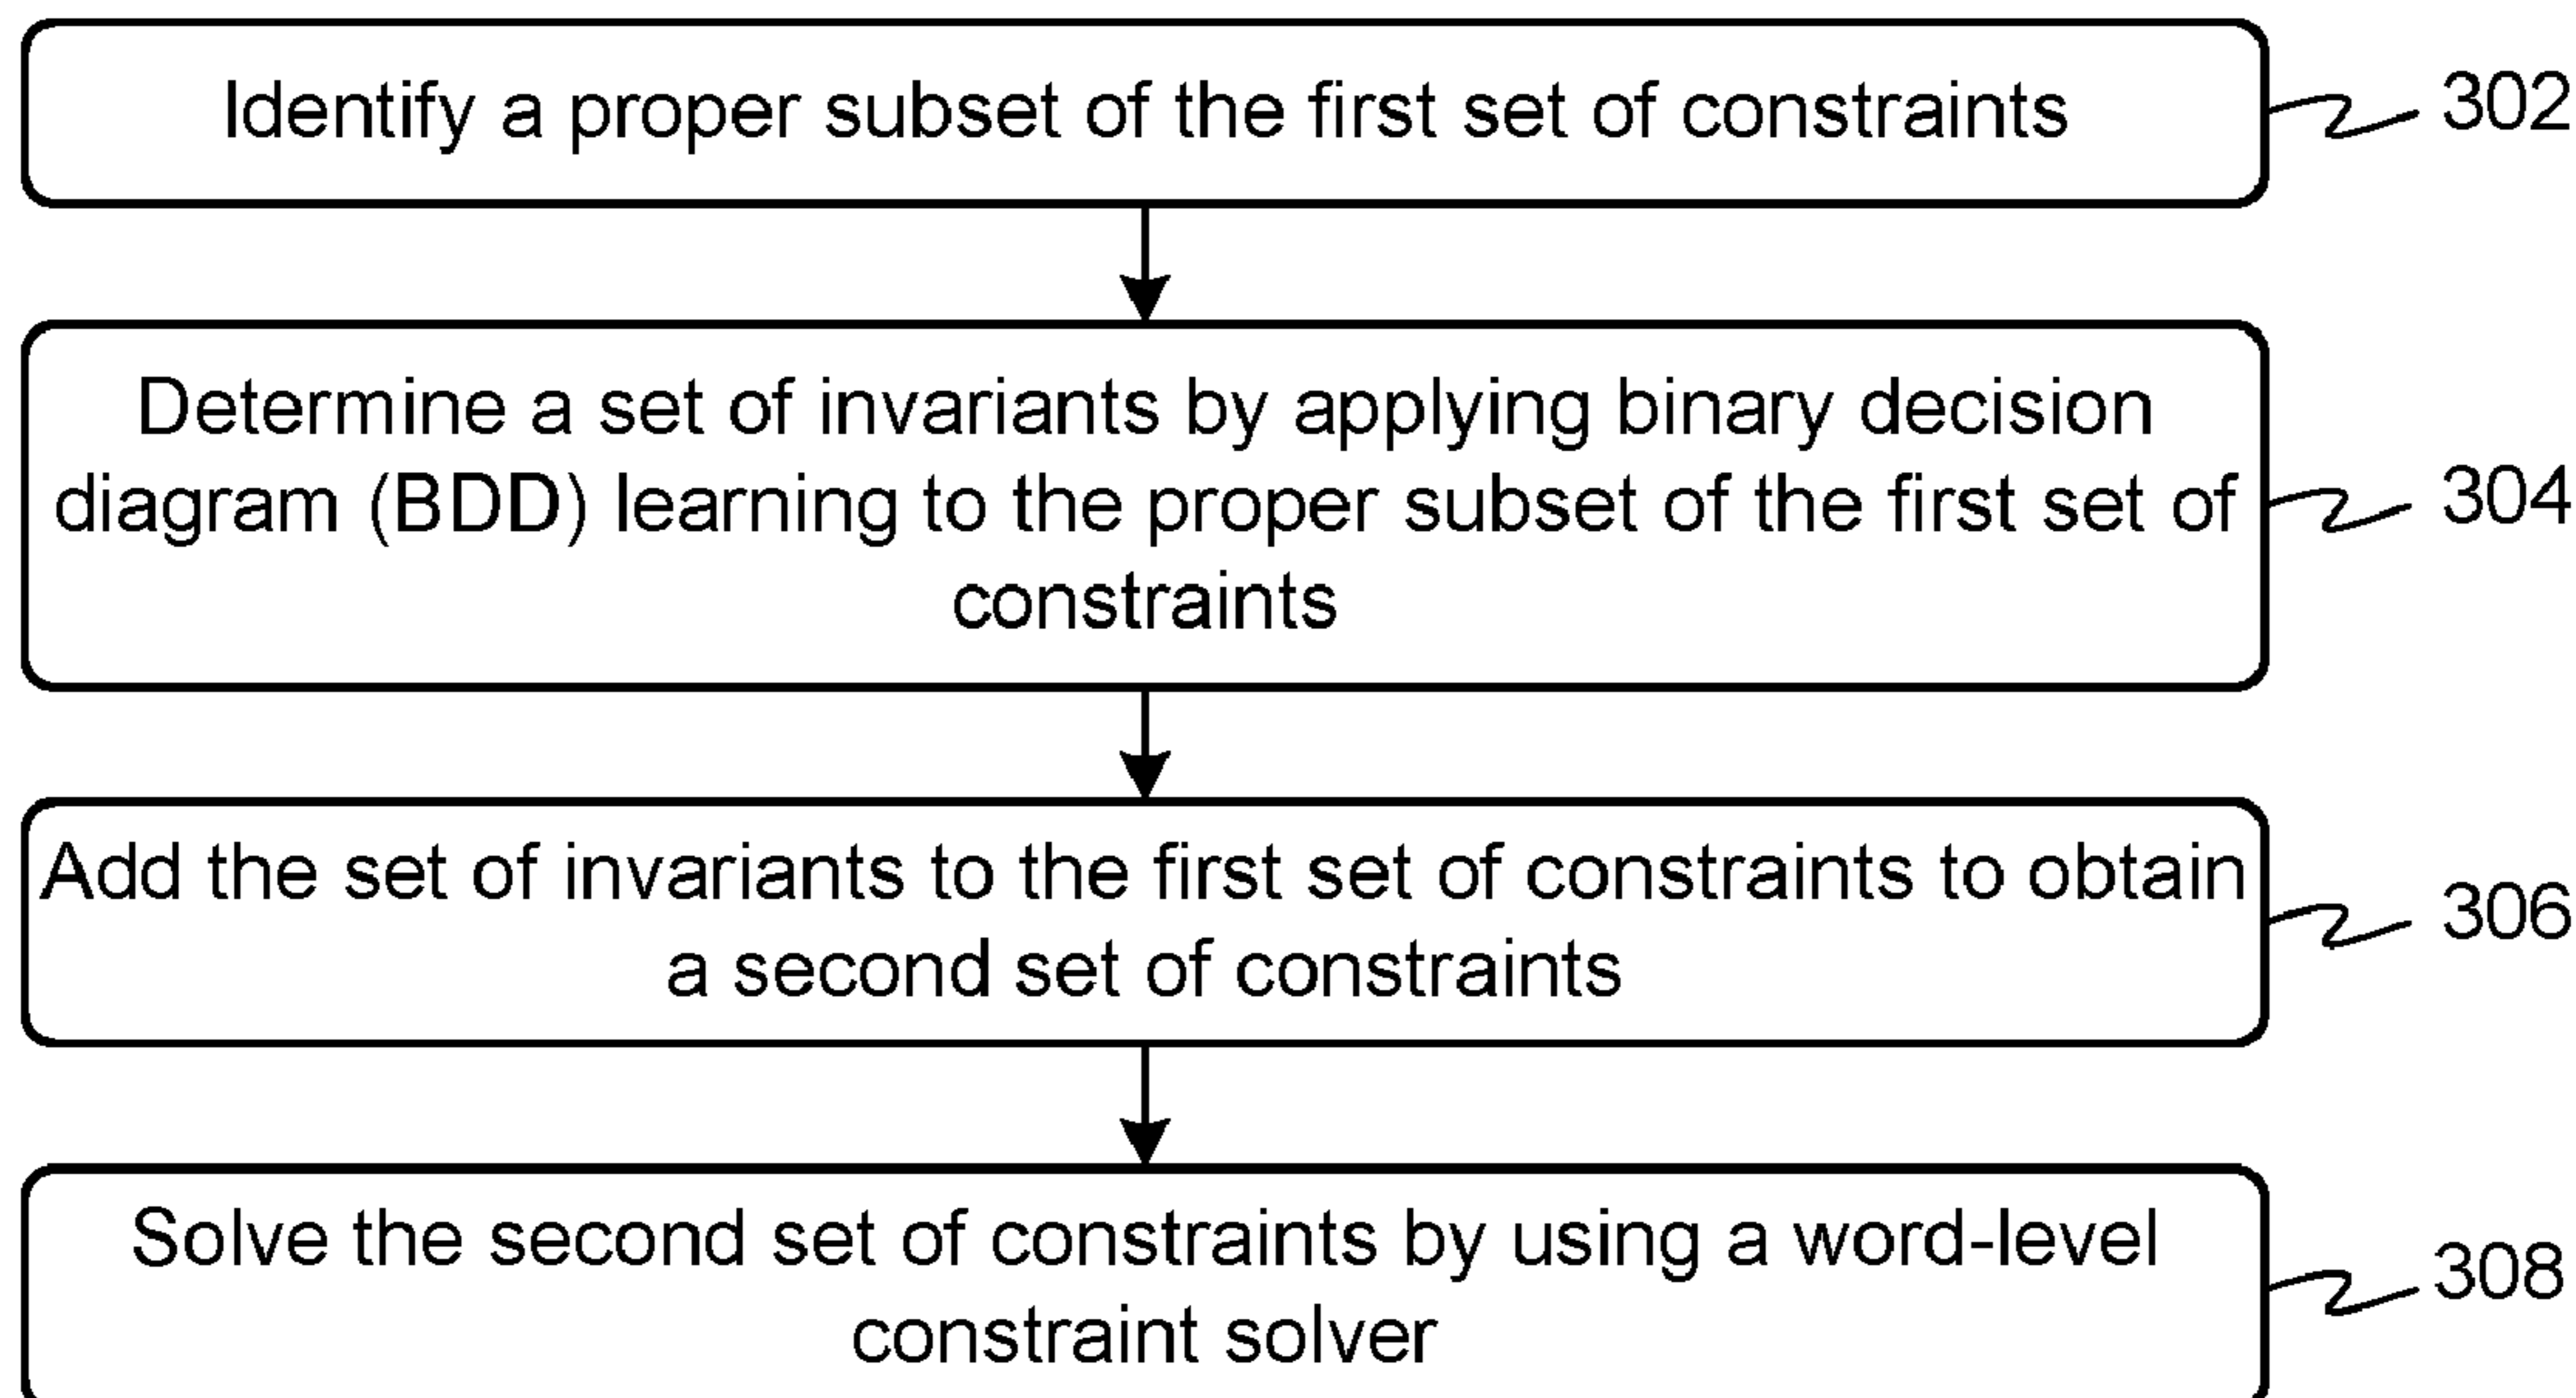 Identify a proper subset of the first set of constraints
302
Determine a set of invariants by applying binary decision
diagram (BDD) learning to the proper subset of the first set of
constraints
304
Add the set of invariants to the first set of constraints to obtain
a second set of constraints
306
Solve the second set of constraints by using a word-level
constraint solver
308